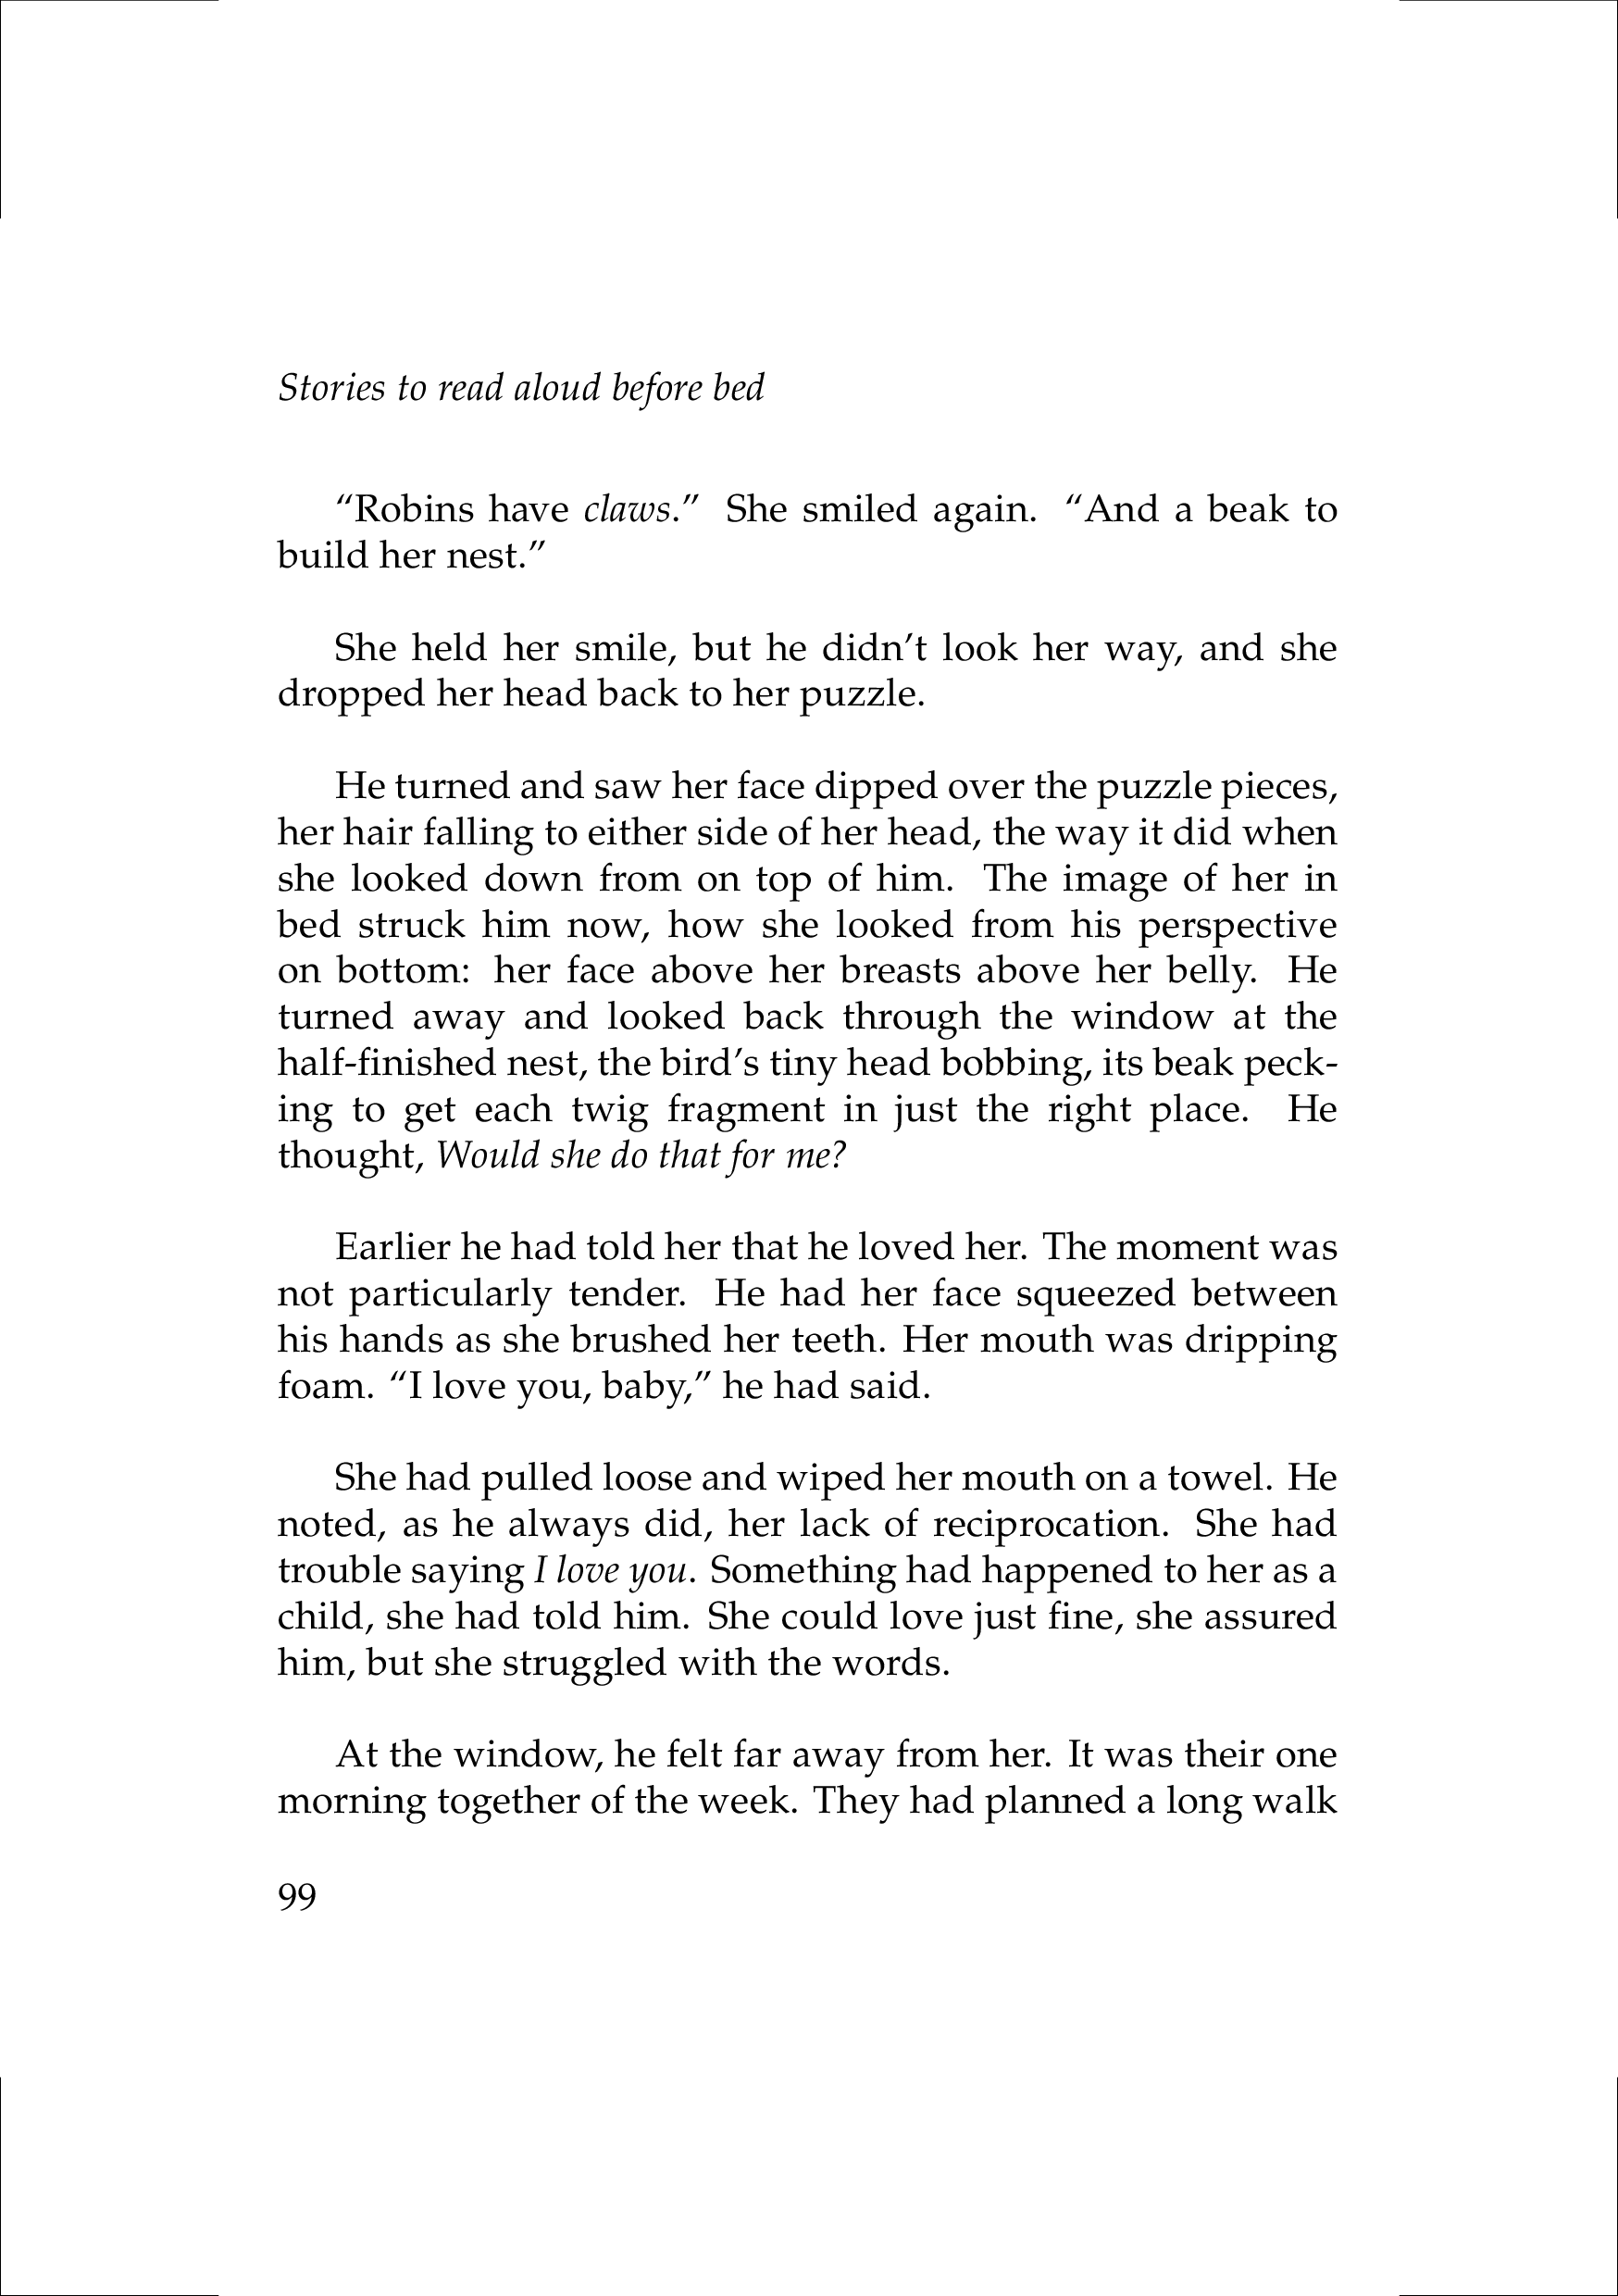 Stories to read aloud before bed
“Robins have claws.” She smiled again. “And a beak to
build her nest.”
She held her smile, but he didn’t look her way, and she
dropped her head back to her puzzle.
He turned and saw her face dipped over the puzzle pieces,
her hair falling to either side of her head, the way it did when
she looked down from on top of him. The image of her in
bed struck him now, how she looked from his perspective
on bottom: her face above her breasts above her belly. He
turned away and looked back through the window at the
half-finished nest, the bird’s tiny head bobbing, its beak peck-
ing to get each twig fragment in just the right place. He
thought, Would she do that for me?
Earlier he had told her that he loved her. The moment was
not particularly tender. He had her face squeezed between
his hands as she brushed her teeth. Her mouth was dripping
foam. “I love you, baby,” he had said.
She had pulled loose and wiped her mouth on a towel. He
noted, as he always did, her lack of reciprocation. She had
trouble saying I love you. Something had happened to her as a
child, she had told him. She could love just fine, she assured
him, but she struggled with the words.
At the window, he felt far away from her. It was their one
morning together of the week. They had planned a long walk
99